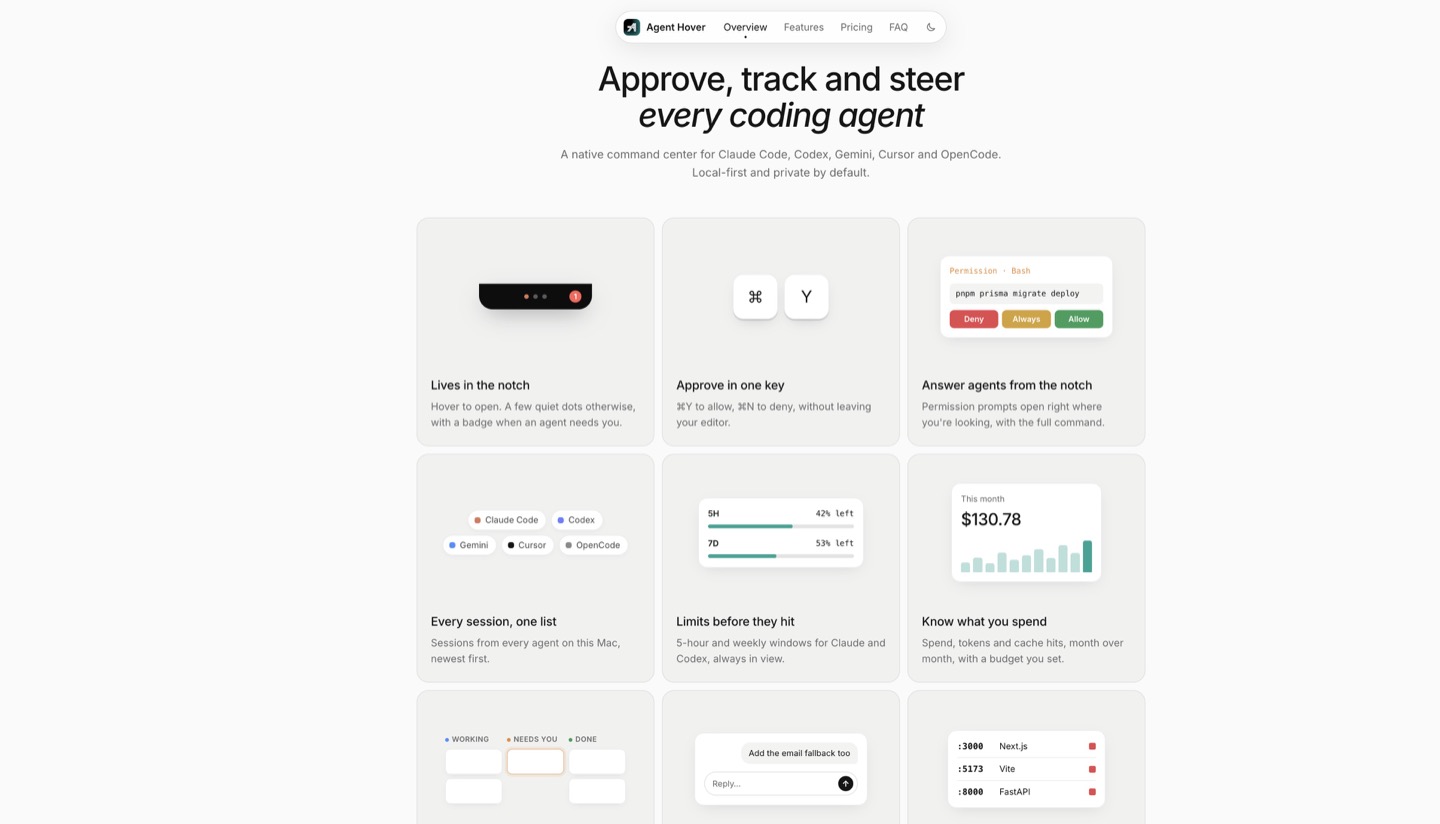 Agent Hover
Overview
Features
Pricing
FAQ
Approve, track and steer
every coding agent
A native command center for Claude Code, Codex, Gemini, Cursor and OpenCode.
Local-first and private by default.
1
Lives in the notch
Hover to open. A few quiet dots otherwise,
with a badge when an agent needs you.
⌘ Y
Approve in one key
⌘Y to allow, ⌘N to deny, without leaving
your editor.
Permission · Bash
pnpm prisma migrate deploy
Deny
Always
Allow
Answer agents from the notch
Permission prompts open right where
you're looking, with the full command.
Claude Code
Codex
Gemini
Cursor
OpenCode
Every session, one list
Sessions from every agent on this Mac,
newest first.
5H 42% left
7D 53% left
Limits before they hit
5-hour and weekly windows for Claude and
Codex, always in view.
This month
$130.78
Know what you spend
Spend, tokens and cache hits, month over
month, with a budget you set.
WORKING
NEEDS YOU
DONE
Add the email fallback too
Reply...
:3000 Next.js
:5173 Vite
:8000 FastAPI